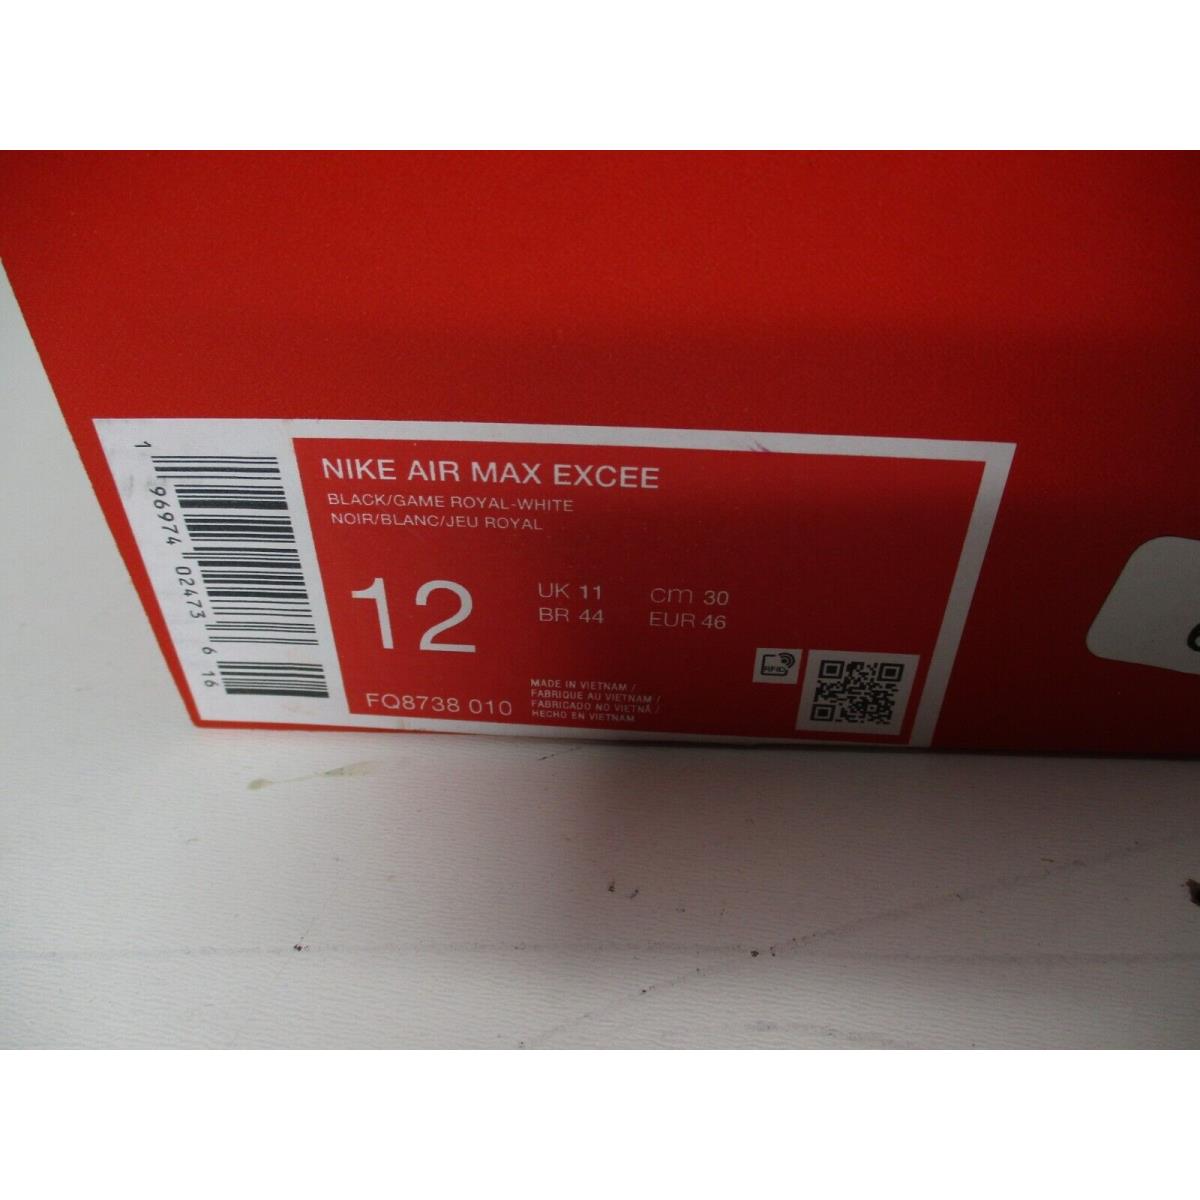 NIKE AIR MAX EXCEE
BLACK/GAME ROYAL-WHITE
NOIR/BLANC/JEU ROYAL
12
UK 11 cm 30
BR 44 EUR 46
FQ8738 010
MADE IN VIETNAM /
FABRIQUE AU VIETNAM /
FABRICADO NO VIETNÃ /
HECHO EN VIETNAM
RFID
1 96974 02473 6 16